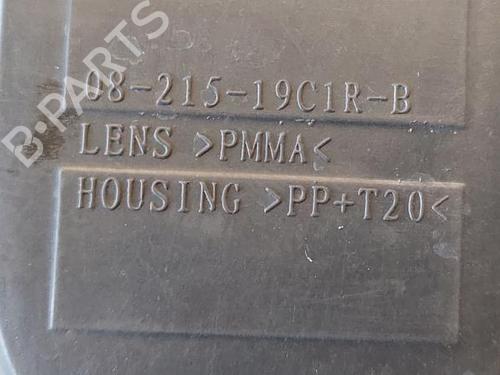 08-215-19C1R-B
LENS >PMMA<
HOUSING >PP+T20<
B-PARTS